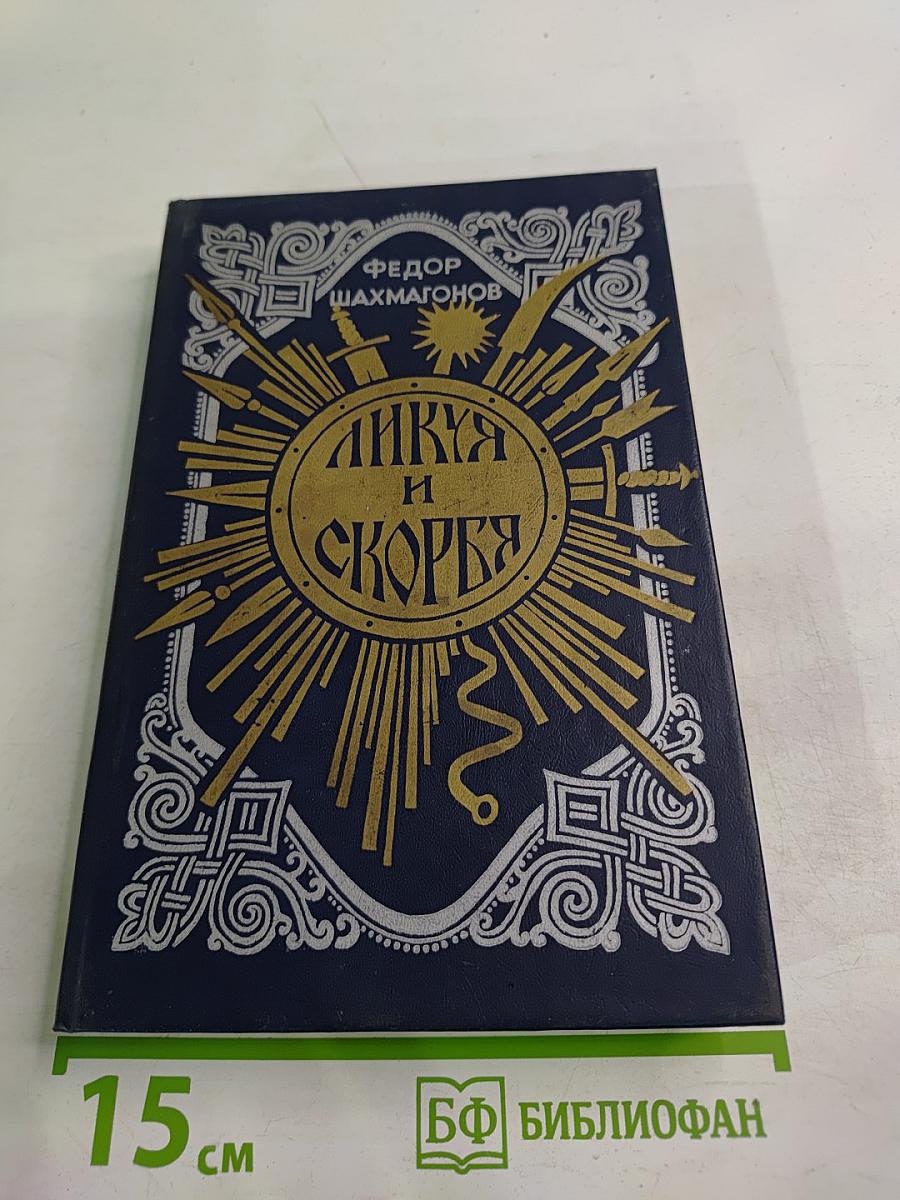 ФЕДОР
ШАХМАГОНОВ
ЛИКУЯ
И
СКОРБЯ
15 см
БФ БИБЛИОФАН